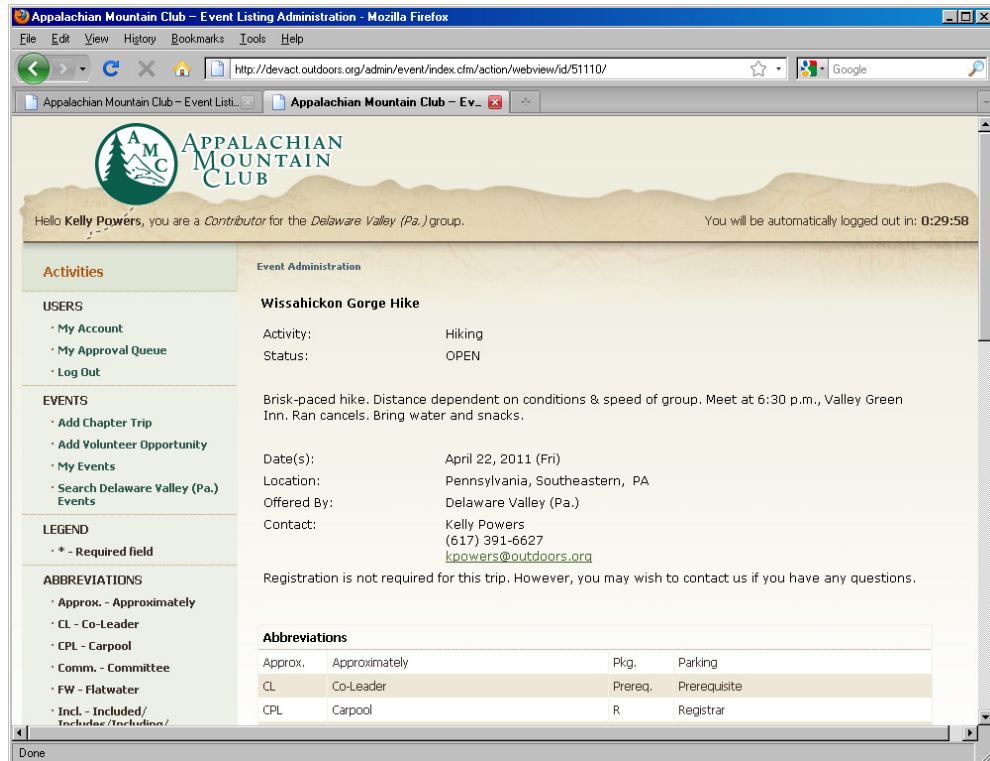 Appalachian Mountain Club — Event Listing Administration - Mozilla Firefox
File Edit View History Bookmarks Tools Help
http://devact.outdoors.org/admin/event/index.cfm/action/webview/id/51110/
Google
Appalachian Mountain Club — Event Listi...
Appalachian Mountain Club — Ev...
AMC
APPALACHIAN
MOUNTAIN
CLUB
Hello Kelly Powers, you are a Contributor for the Delaware Valley (Pa.) group.
You will be automatically logged out in: 0:29:58
Activities
USERS
· My Account
· My Approval Queue
· Log Out
EVENTS
· Add Chapter Trip
· Add Volunteer Opportunity
· My Events
· Search Delaware Valley (Pa.)
Events
LEGEND
· * - Required field
ABBREVIATIONS
· Approx. - Approximately
· CL - Co-Leader
· CPL - Carpool
· Comm. - Committee
· FW - Flatwater
· Incl. - Included/
Includes/Including/
Event Administration
Wissahickon Gorge Hike
Activity: Hiking
Status: OPEN
Brisk-paced hike. Distance dependent on conditions & speed of group. Meet at 6:30 p.m., Valley Green
Inn. Ran cancels. Bring water and snacks.
Date(s): April 22, 2011 (Fri)
Location: Pennsylvania, Southeastern, PA
Offered By: Delaware Valley (Pa.)
Contact: Kelly Powers
(617) 391-6627
kpowers@outdoors.org
Registration is not required for this trip. However, you may wish to contact us if you have any questions.
Abbreviations
Approx. Approximately Pkg. Parking
CL Co-Leader Prereq. Prerequisite
CPL Carpool R Registrar
Done